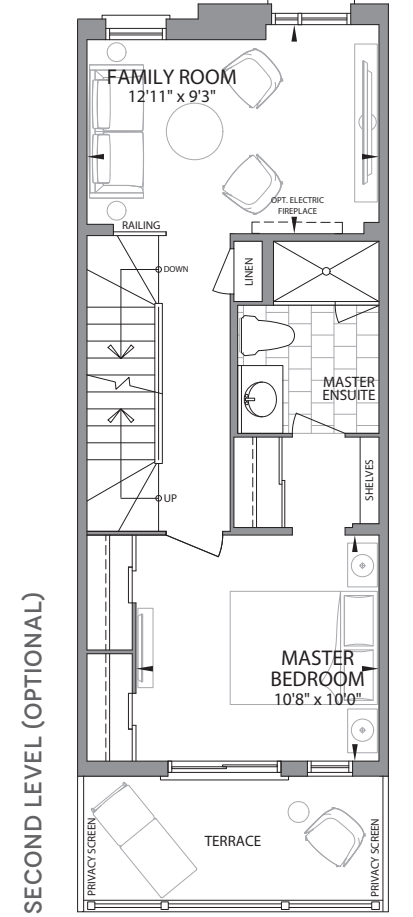 FAMILY ROOM
12'11" x 9'3"
OPT. ELECTRIC
FIREPLACE
RAILING
DOWN
LINEN
MASTER
ENSUITE
SHELVES
UP
MASTER
BEDROOM
10'8" x 10'0"
SECOND LEVEL (OPTIONAL)
PRIVACY SCREEN
TERRACE
PRIVACY SCREEN